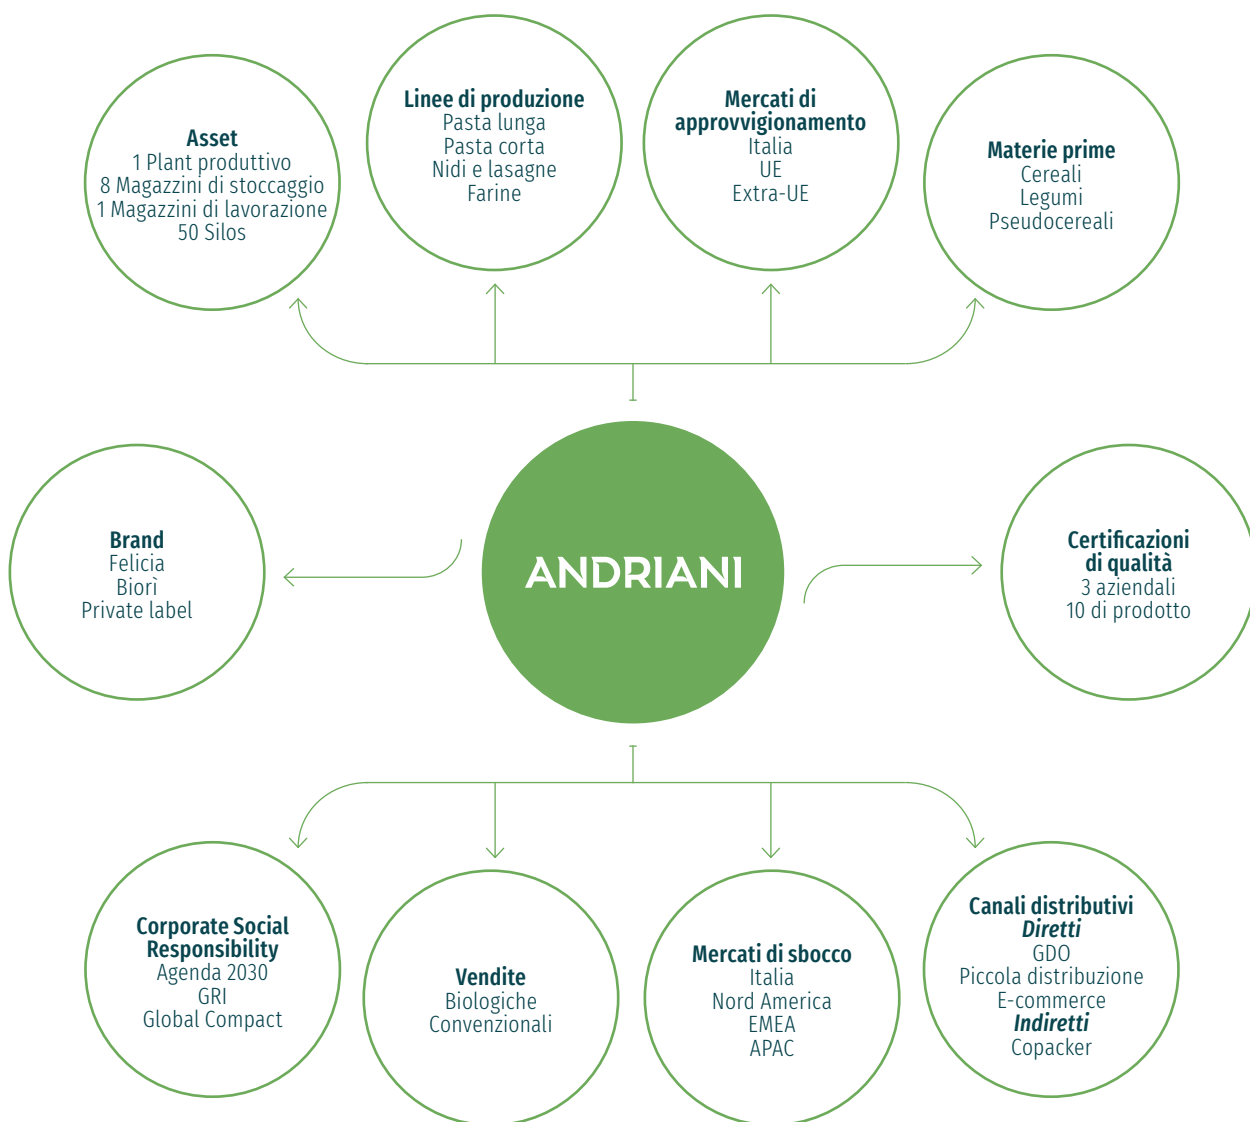 Asset
1 Plant produttivo
8 Magazzini di stoccaggio
1 Magazzini di lavorazione
50 Silos
Linee di produzione
Pasta lunga
Pasta corta
Nidi e lasagne
Farine
Mercati di
approvvigionamento
Italia
UE
Extra-UE
Materie prime
Cereali
Legumi
Pseudocereali
Brand
Felicia
Biorì
Private label
ANDRIANI
Certificazioni
di qualità
3 aziendali
10 di prodotto
Corporate Social
Responsibility
Agenda 2030
GRI
Global Compact
Vendite
Biologiche
Convenzionali
Mercati di sbocco
Italia
Nord America
EMEA
APAC
Canali distributivi
Diretti
GDO
Piccola distribuzione
E-commerce
Indiretti
Copacker